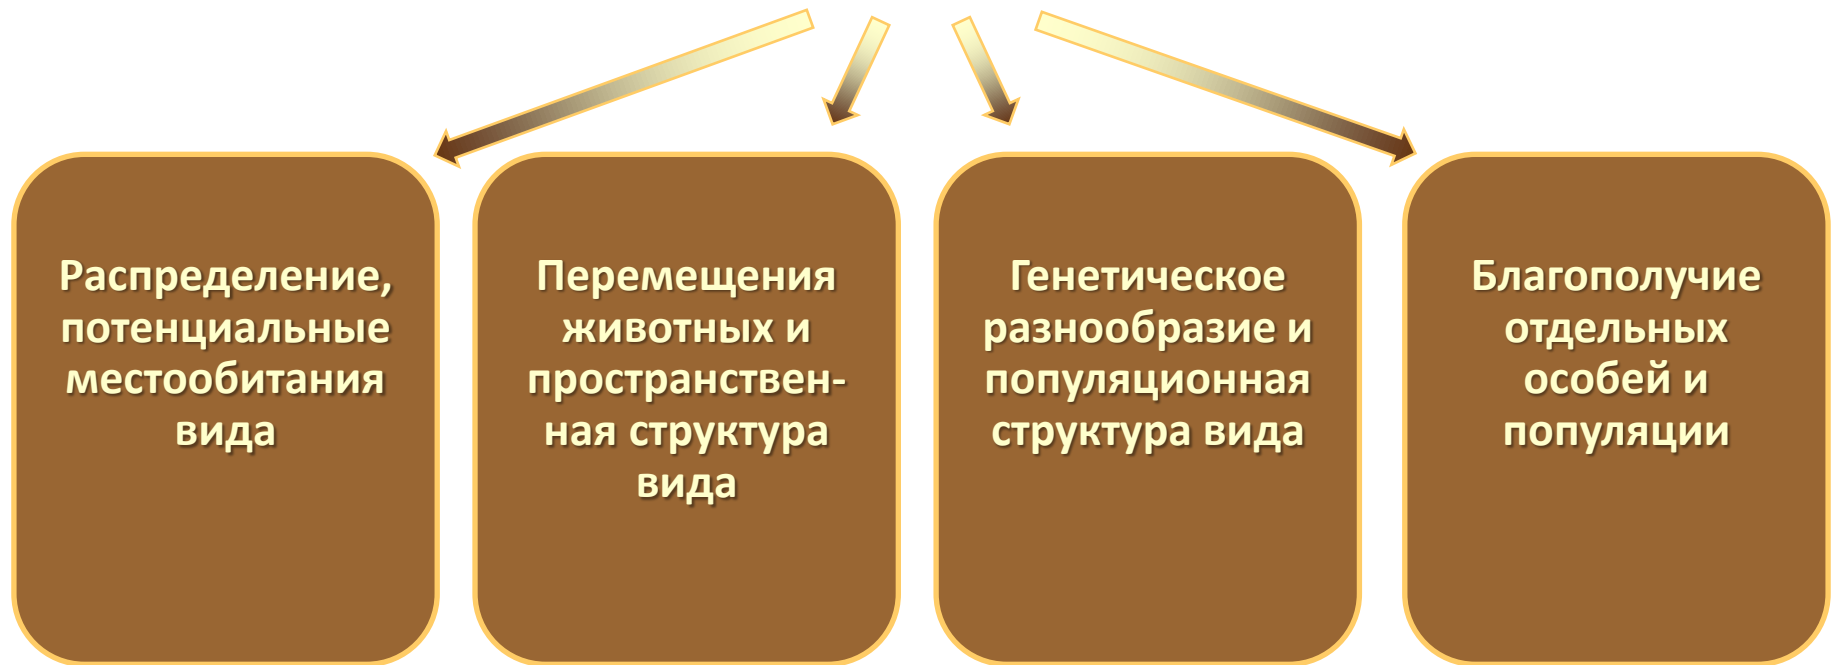 Распределение,
потенциальные
местообитания
вида
Перемещения
животных и
пространствен-
ная структура
вида
Генетическое
разнообразие и
популяционная
структура вида
Благополучие
отдельных
особей и
популяции